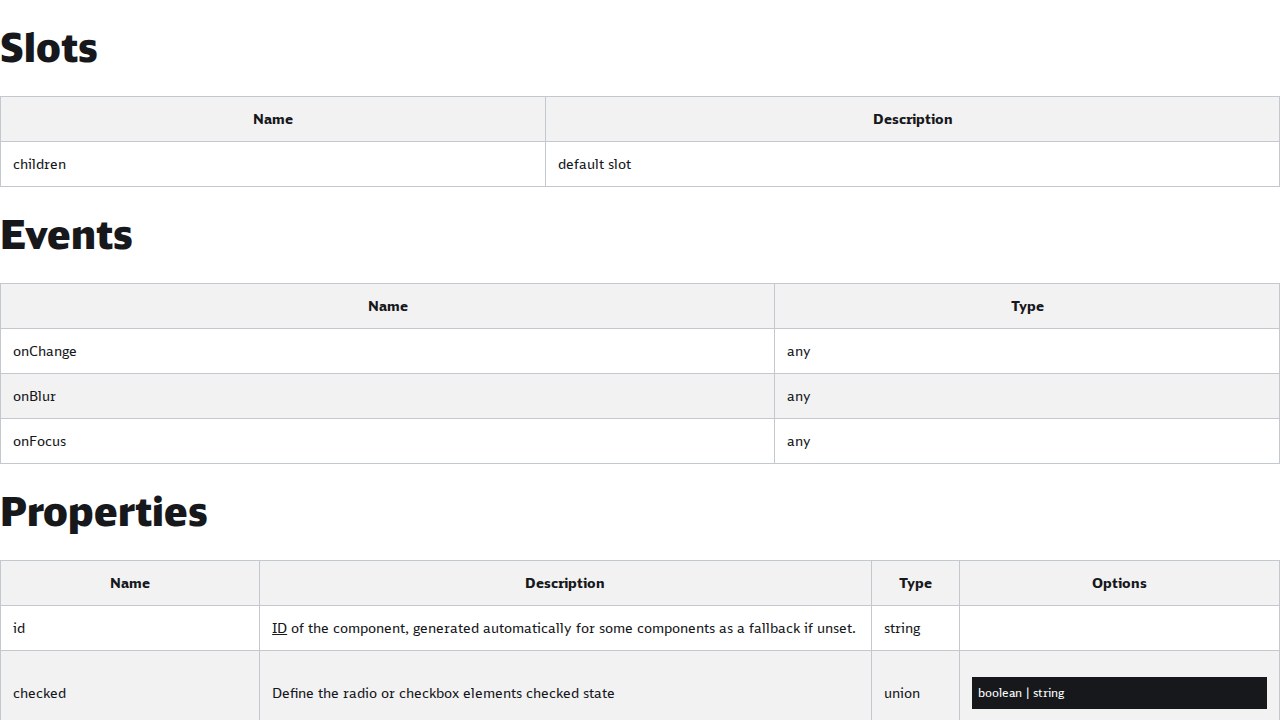 Slots
Name Description
children default slot
Events
Name Type
onChange any
onBlur any
onFocus any
Properties
Name Description Type Options
id ID of the component, generated automatically for some components as a fallback if unset. string
checked Define the radio or checkbox elements checked state union boolean | string